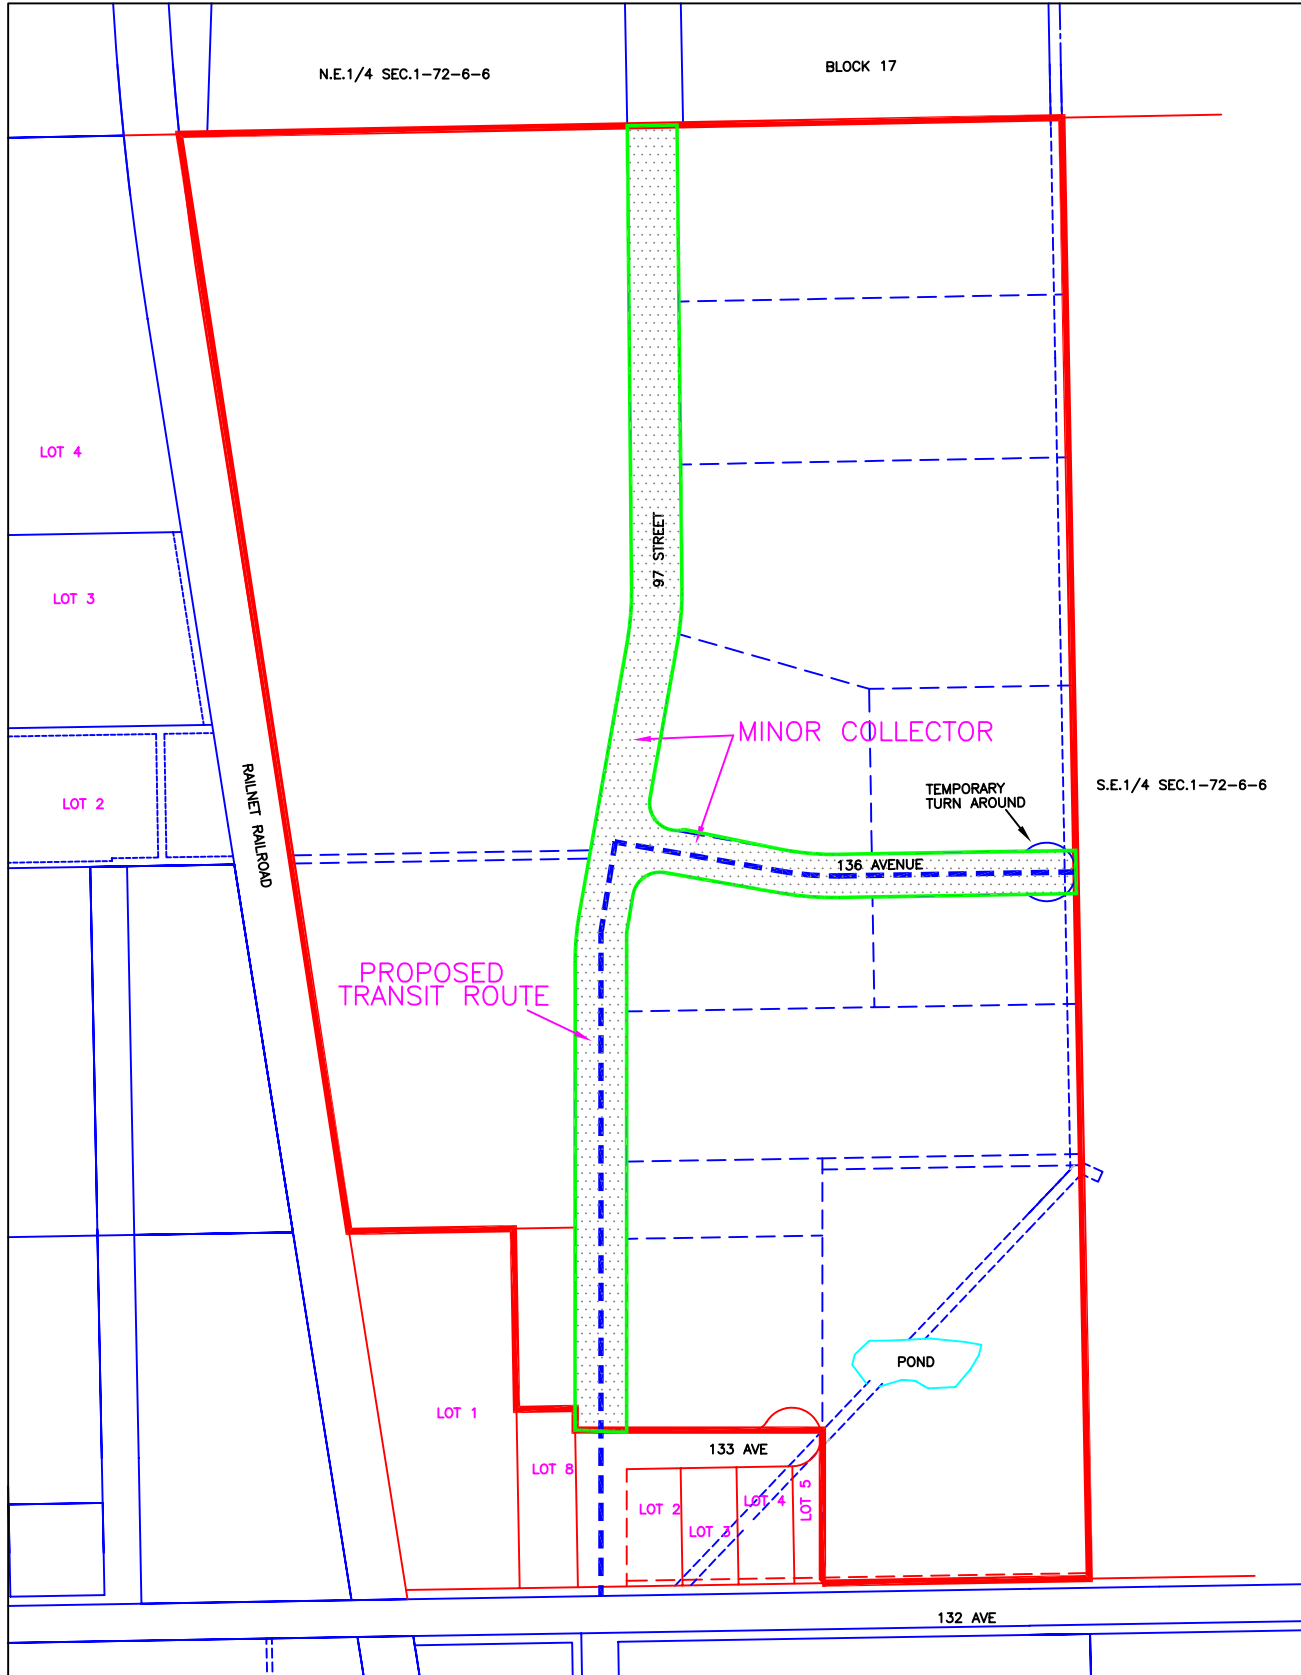 N.E.1/4 SEC.1-72-6-6
BLOCK 17
LOT 4
97 STREET
LOT 3
MINOR COLLECTOR
RAILNET RAILROAD
LOT 2
TEMPORARY
TURN AROUND
S.E.1/4 SEC.1-72-6-6
136 AVENUE
PROPOSED
TRANSIT ROUTE
POND
LOT 1
133 AVE
LOT 8
LOT 2
LOT 3
LOT 4
LOT 5
132 AVE